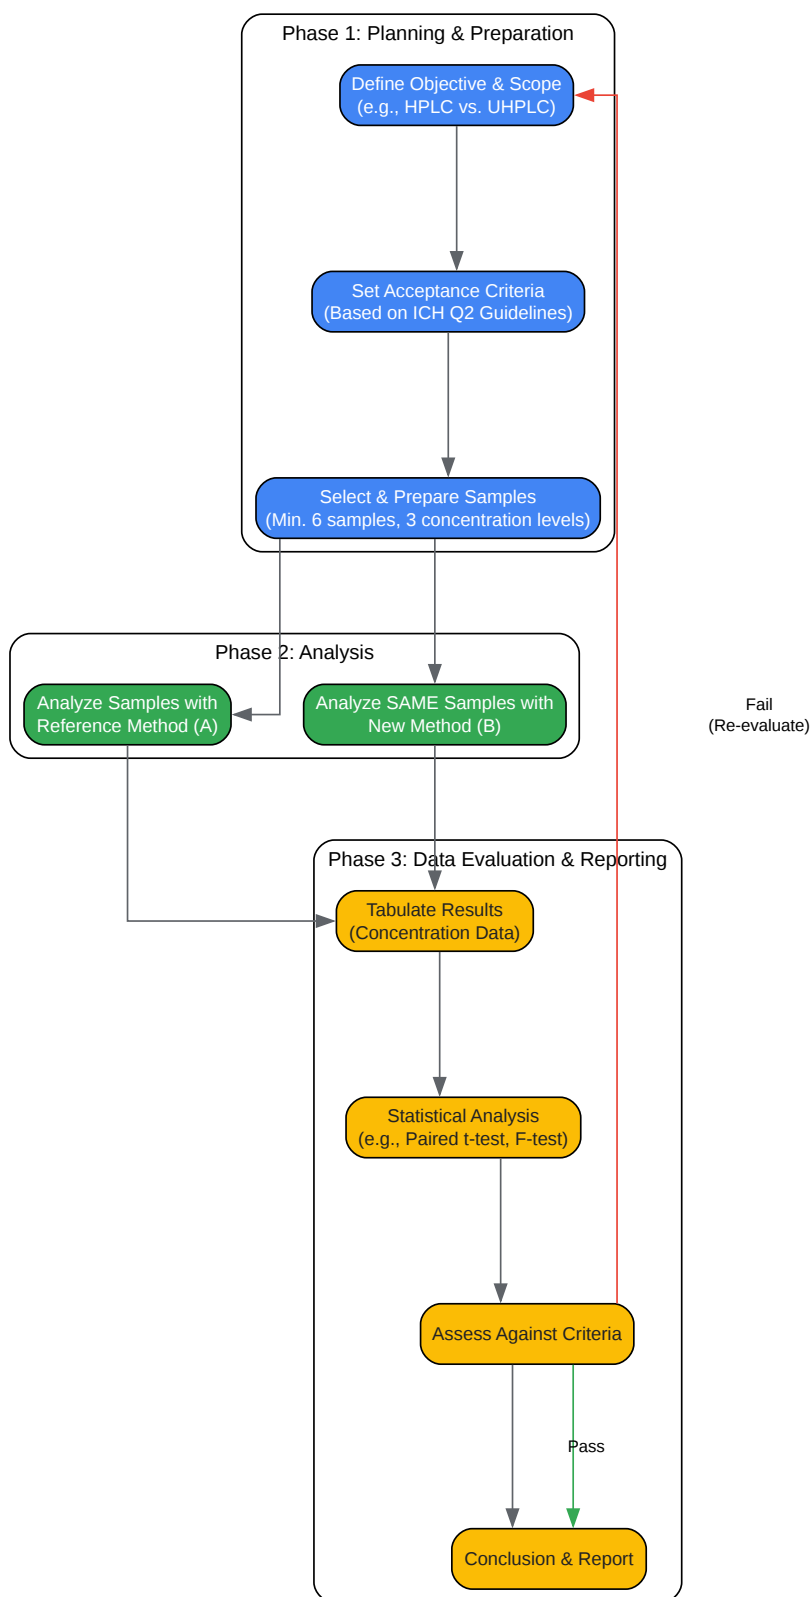 Phase 1: Planning & Preparation
Define Objective & Scope
(e.g., HPLC vs. UHPLC)
Set Acceptance Criteria
(Based on ICH Q2 Guidelines)
Select & Prepare Samples
(Min. 6 samples, 3 concentration levels)
Phase 2: Analysis
Analyze Samples with
Reference Method (A)
Analyze SAME Samples with
New Method (B)
Fail
(Re-evaluate)
Phase 3: Data Evaluation & Reporting
Tabulate Results
(Concentration Data)
Statistical Analysis
(e.g., Paired t-test, F-test)
Assess Against Criteria
Pass
Conclusion & Report